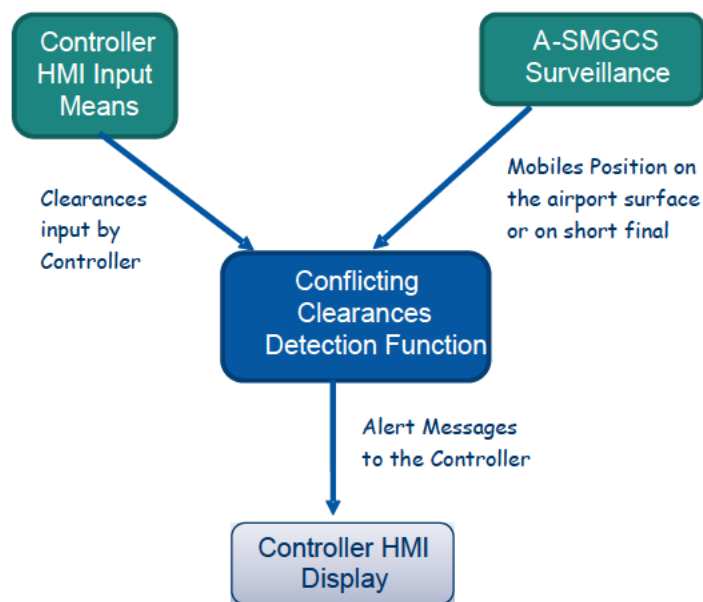 Controller
HMI Input
Means
A-SMGCS
Surveillance
Clearances
input by
Controller
Mobiles Position on
the airport surface
or on short final
Conflicting
Clearances
Detection Function
Alert Messages
to the Controller
Controller HMI
Display